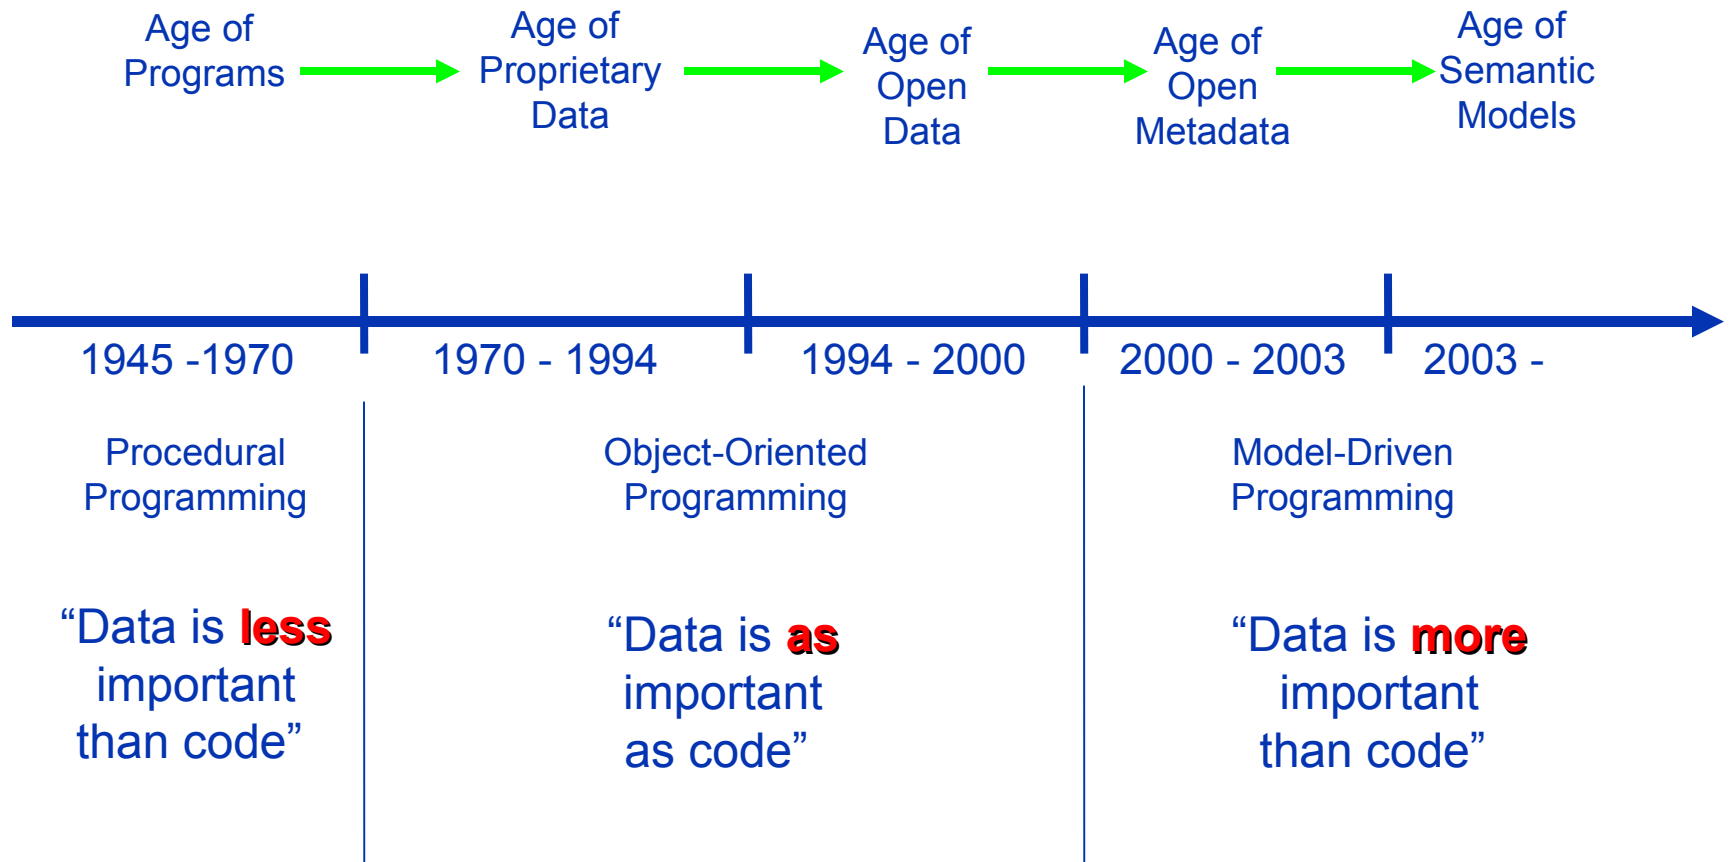 Age of
Programs
Age of
Proprietary
Data
Age of
Open
Data
Age of
Open
Metadata
Age of
Semantic
Models
1945 -1970
1970 - 1994
1994 - 2000
2000 - 2003
2003 -
Procedural
Programming
Object-Oriented
Programming
Model-Driven
Programming
“Data is less
important
than code”
“Data is as
important
as code”
“Data is more
important
than code”